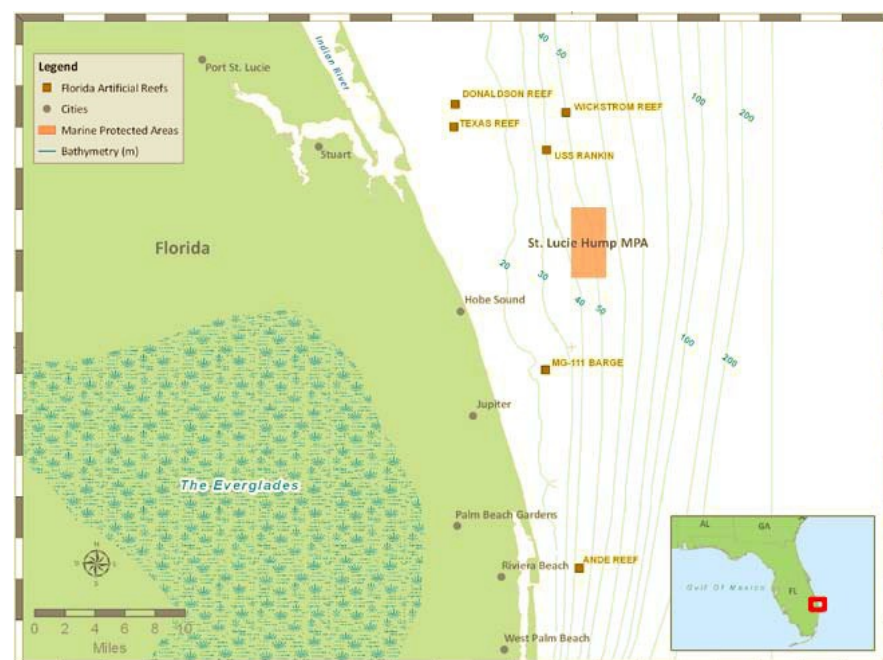 Legend
Florida Artificial Reefs
Cities
Marine Protected Areas
Bathymetry (m)
Port St. Lucie
Indian River
40
50
100
200
DONALDSON REEF
WICKSTROM REEF
TEXAS REEF
USS RANKIN
Stuart
Florida
St. Lucie Hump MPA
20
30
40
50
Hobe Sound
100
200
MG-111 BARGE
Jupiter
The Everglades
Palm Beach Gardens
ANDE REEF
Riviera Beach
West Palm Beach
N
S
0 2 4 6 8 10
Miles
AL
GA
FL
Gulf Of Mexico